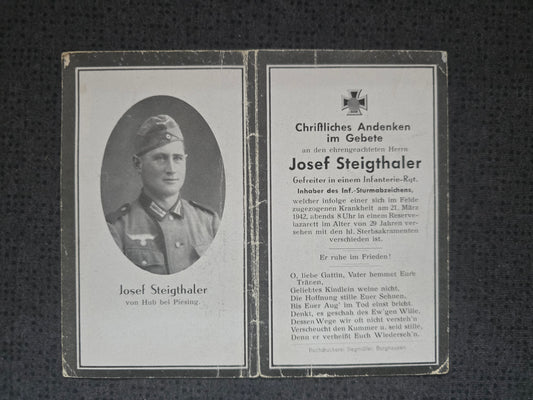 Josef Steigthaler
von Hub bei Piesing.
Christliches Andenken
im Gebete
an den ehrengeachteten Herrn
Josef Steigthaler
Gefreiter in einem Infanterie-Rgt.
Inhaber des Inf.-Sturmabzeichens,
welcher infolge einer sich im Felde
zugezogenen Krankheit am 21. März
1942, abends 8 Uhr in einem Reserve-
lazarett im Alter von 29 Jahren ver-
sehen mit den hl. Sterbsakramenten
verschieden ist.
Er ruhe im Frieden!
O, liebe Gattin, Vater hemmet Eure
Tränen,
Geliebtes Kindlein weine nicht.
Die Hoffnung stille Euer Sehnen,
Bis Euer Aug' im Tod einst bricht.
Denkt, es geschah des Ew'gen Wille,
Dessen Wege wir oft nicht versteh'n
Verscheucht den Kummer u. seid stille,
Denn er verheißt Euch Wiederseh'n.
Buchdruckerei Burghausen